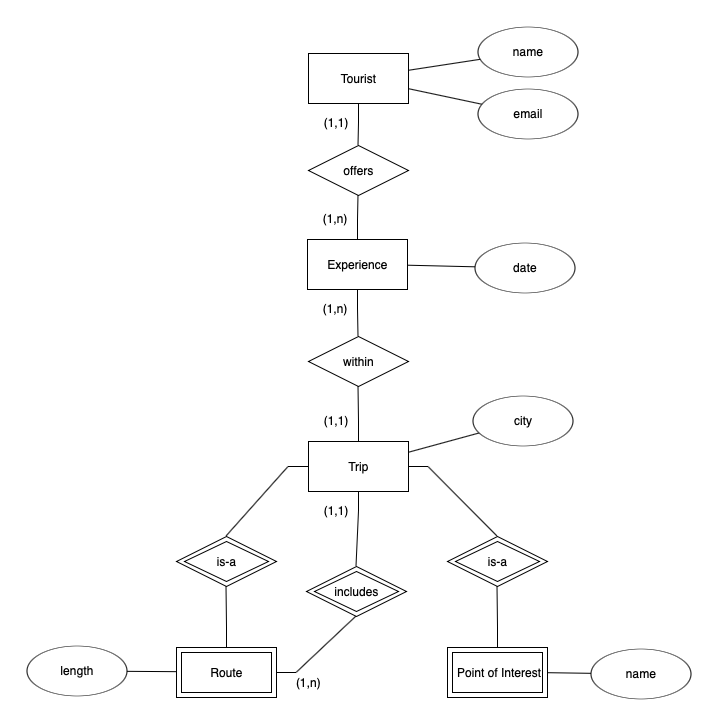 name
Tourist
email
(1,1)
offers
(1,n)
Experience
date
(1,n)
within
(1,1)
city
Trip
(1,1)
is-a
is-a
includes
length
Route
Point of Interest
name
(1,n)